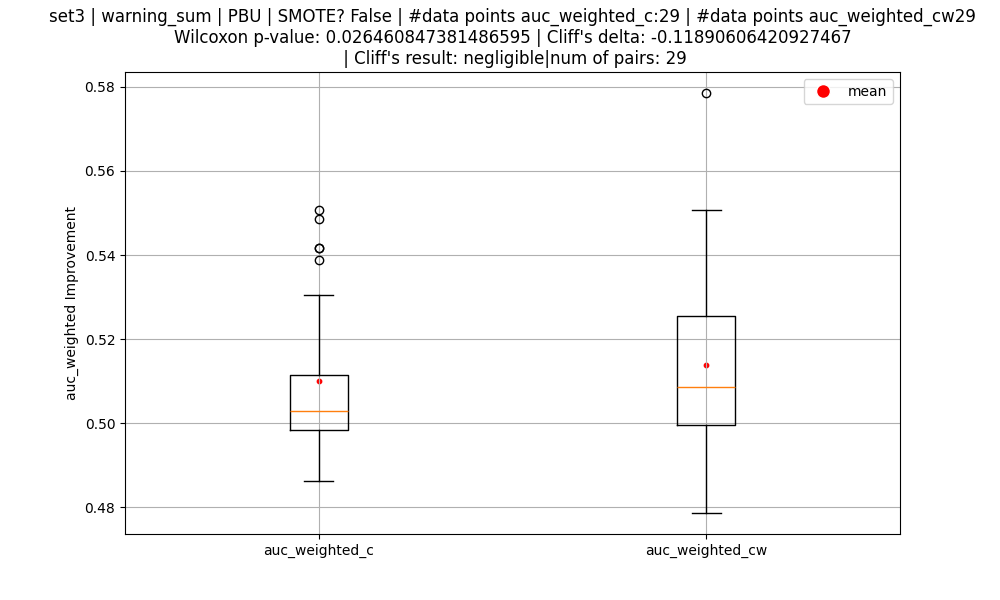 set3 | warning_sum | PBU | SMOTE? False | #data points auc_weighted_c:29 | #data points auc_weighted_cw29
Wilcoxon p-value: 0.026460847381486595 | Cliff's delta: -0.11890606420927467
| Cliff's result: negligible|num of pairs: 29
mean
0.58
0.56
0.54
0.52
0.50
0.48
auc_weighted Improvement
auc_weighted_c
auc_weighted_cw